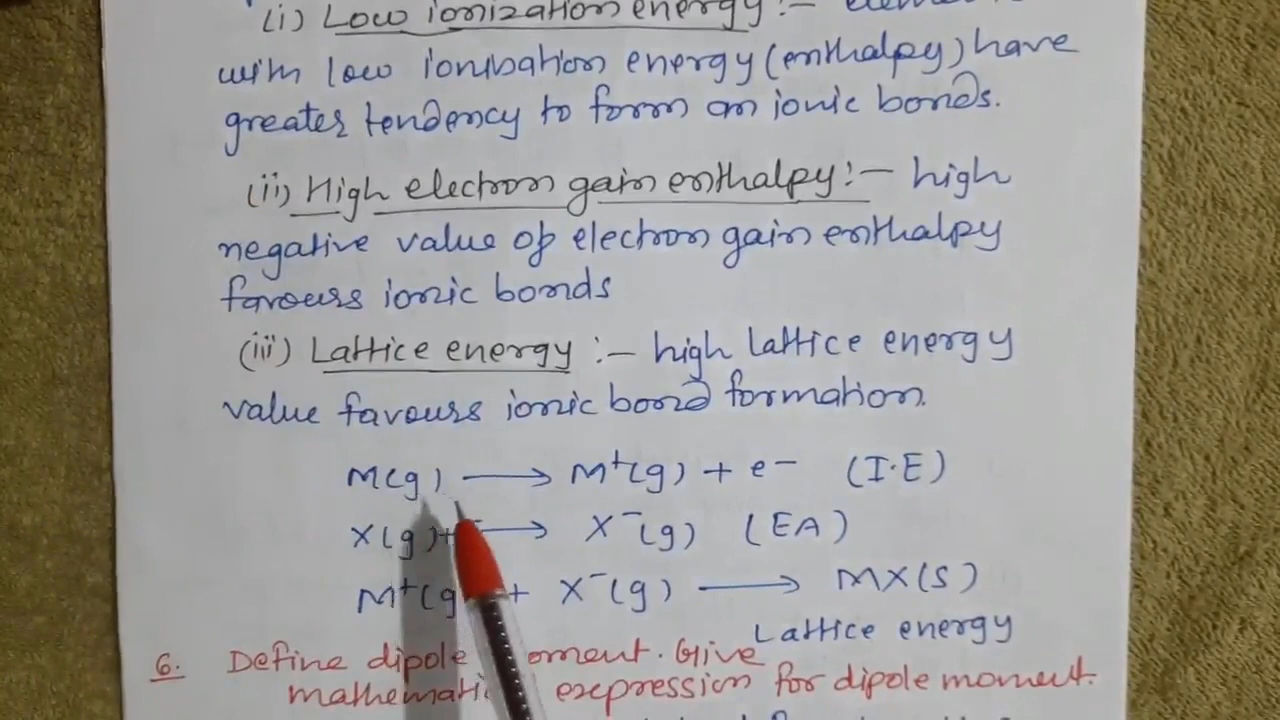 (i) Low ionization energy :-
with low ionisation energy (enthalpy) have
greater tendency to form an ionic bonds.
(ii) High electron gain enthalpy :- high
negative value of electron gain enthalpy
favours ionic bonds
(iii) Lattice energy :- high lattice energy
value favours ionic bond formation.
M(g) ⟶ M⁺(g) + e⁻ (I.E)
X(g) + ⟶ X⁻(g) (EA)
M⁺(g + X⁻(g) ⟶ MX(s)
Lattice energy
6. Define dipole moment. Give
expression for dipole moment.